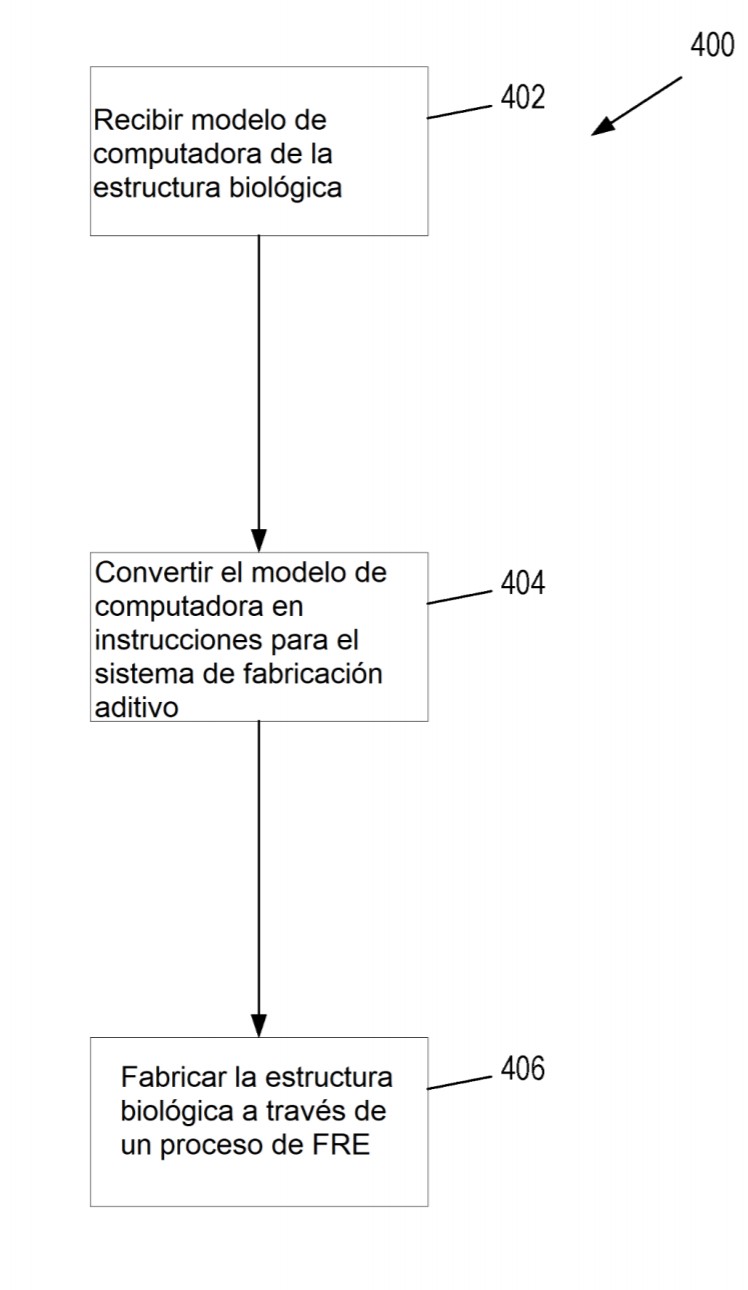 400
402
Recibir modelo de
computadora de la
estructura biológica
404
Convertir el modelo de
computadora en
instrucciones para el
sistema de fabricación
aditivo
406
Fabricar la estructura
biológica a través de
un proceso de FRE